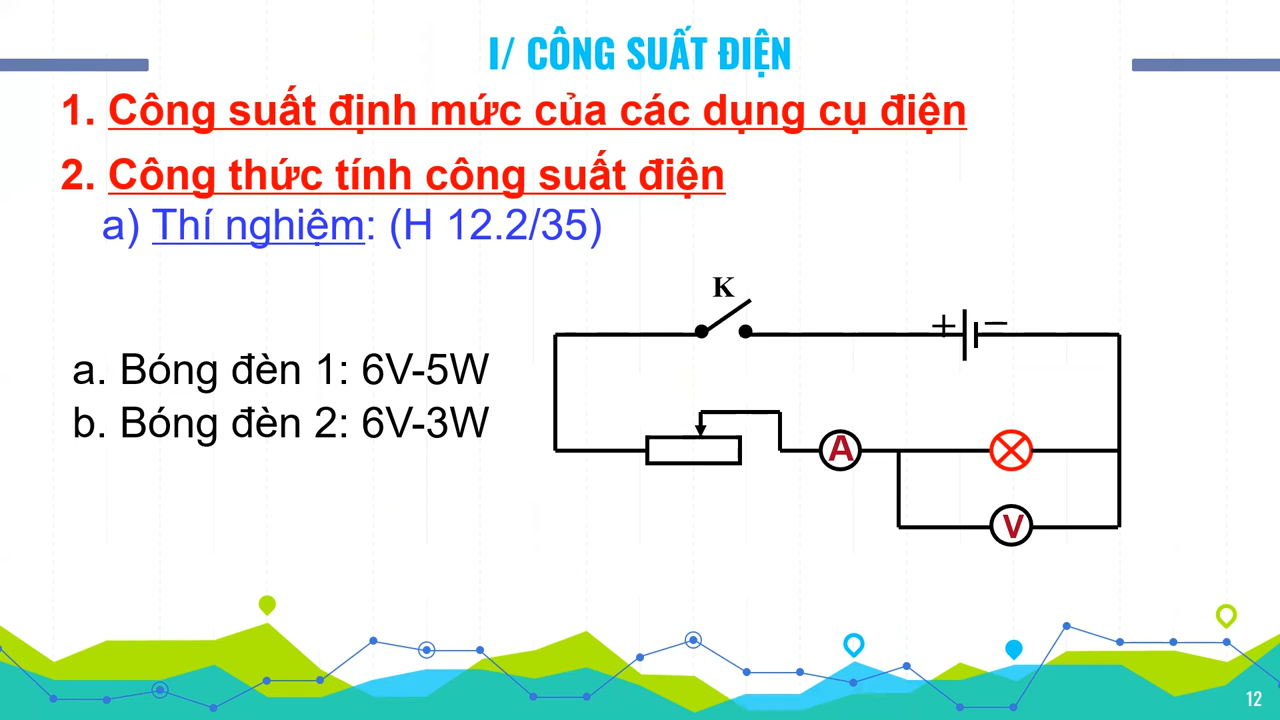 I/ CÔNG SUẤT ĐIỆN
1. Công suất định mức của các dụng cụ điện
2. Công thức tính công suất điện
a) Thí nghiệm: (H 12.2/35)
K
+ −
a. Bóng đèn 1: 6V-5W
b. Bóng đèn 2: 6V-3W
A
V
12